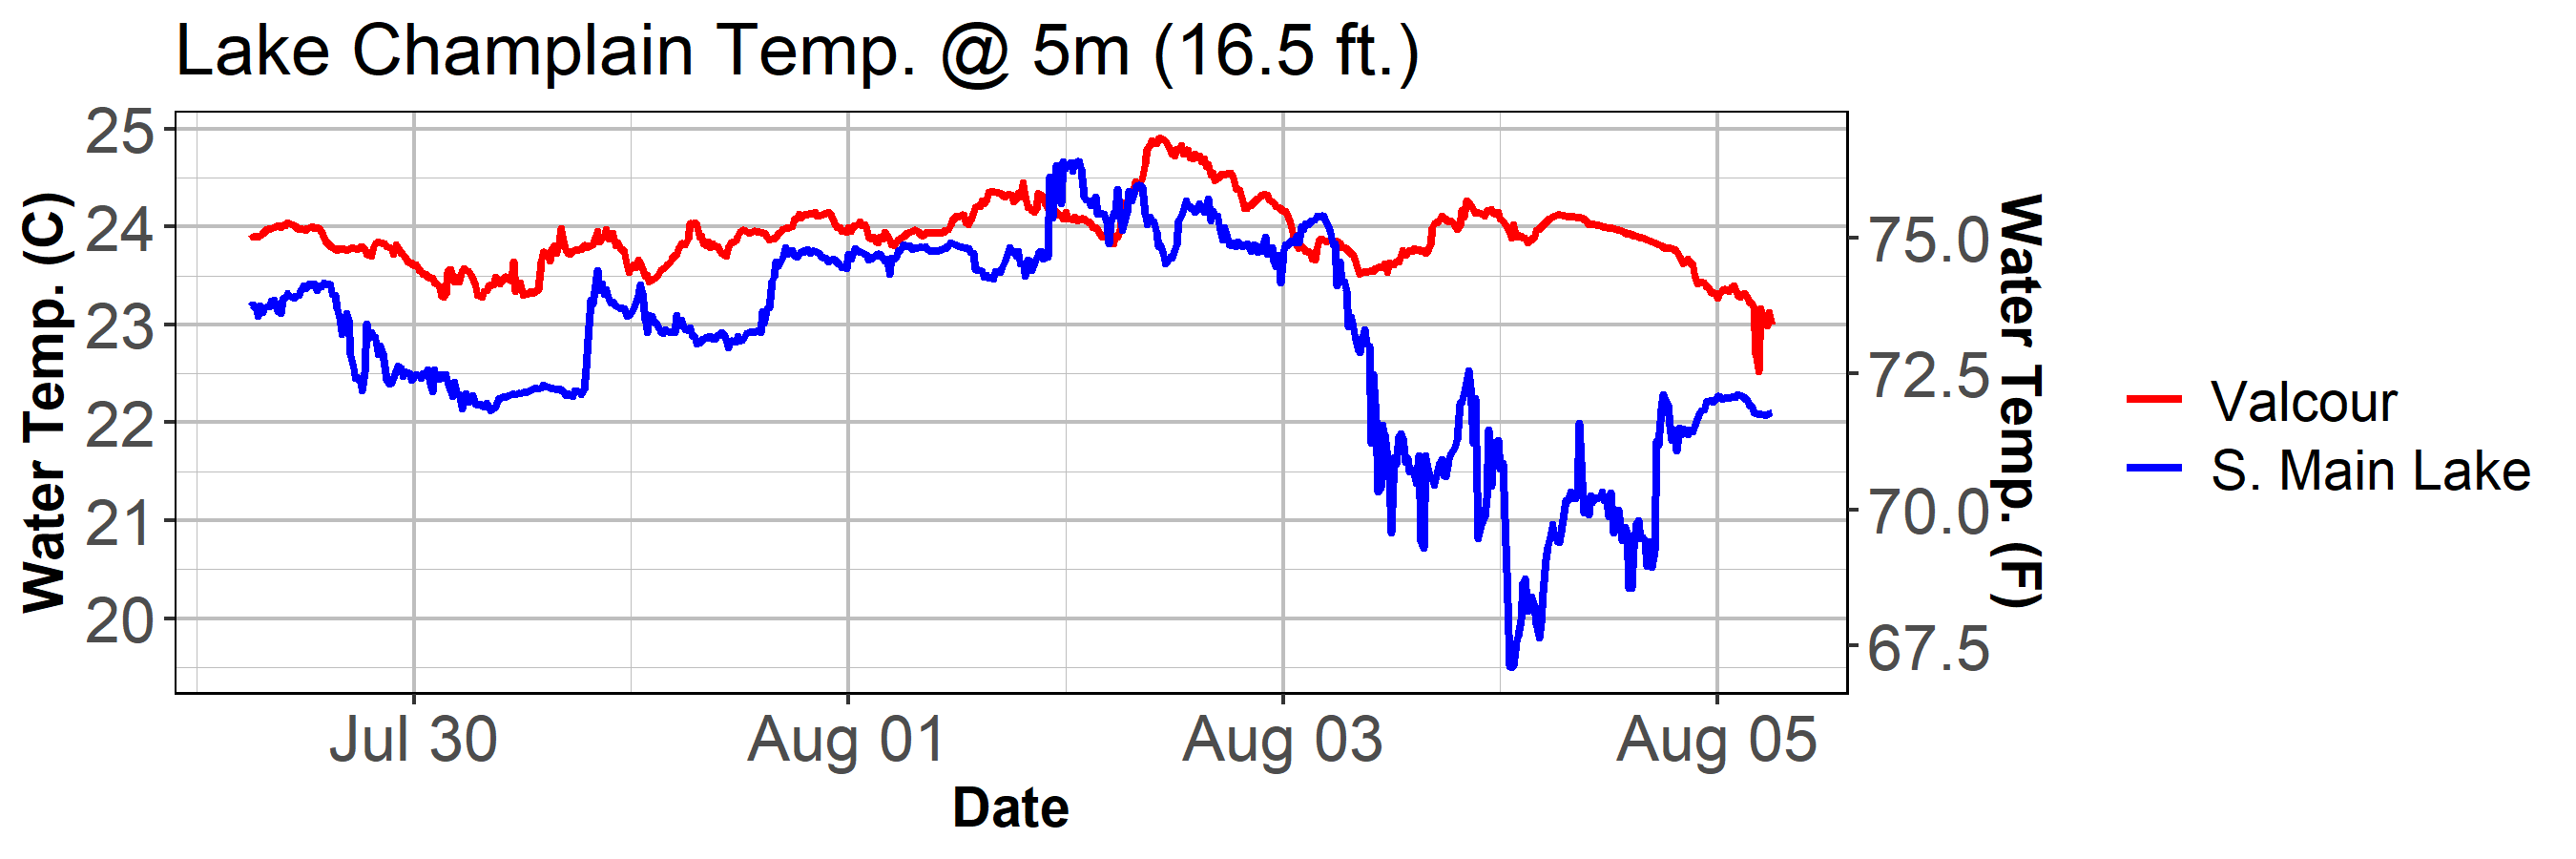 Lake Champlain Temp. @ 5m (16.5 ft.)
Water Temp. (C)
25
24
23
22
21
20
75.0
72.5
70.0
67.5
Water Temp. (F)
Valcour
S. Main Lake
Jul 30
Aug 01
Aug 03
Aug 05
Date